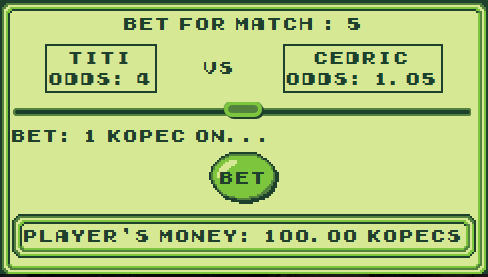 BET FOR MATCH : 5
TITI
ODDS: 4
VS
CEDRIC
ODDS: 1.05
BET: 1 KOPEC ON...
BET
PLAYER'S MONEY: 100.00 KOPECS